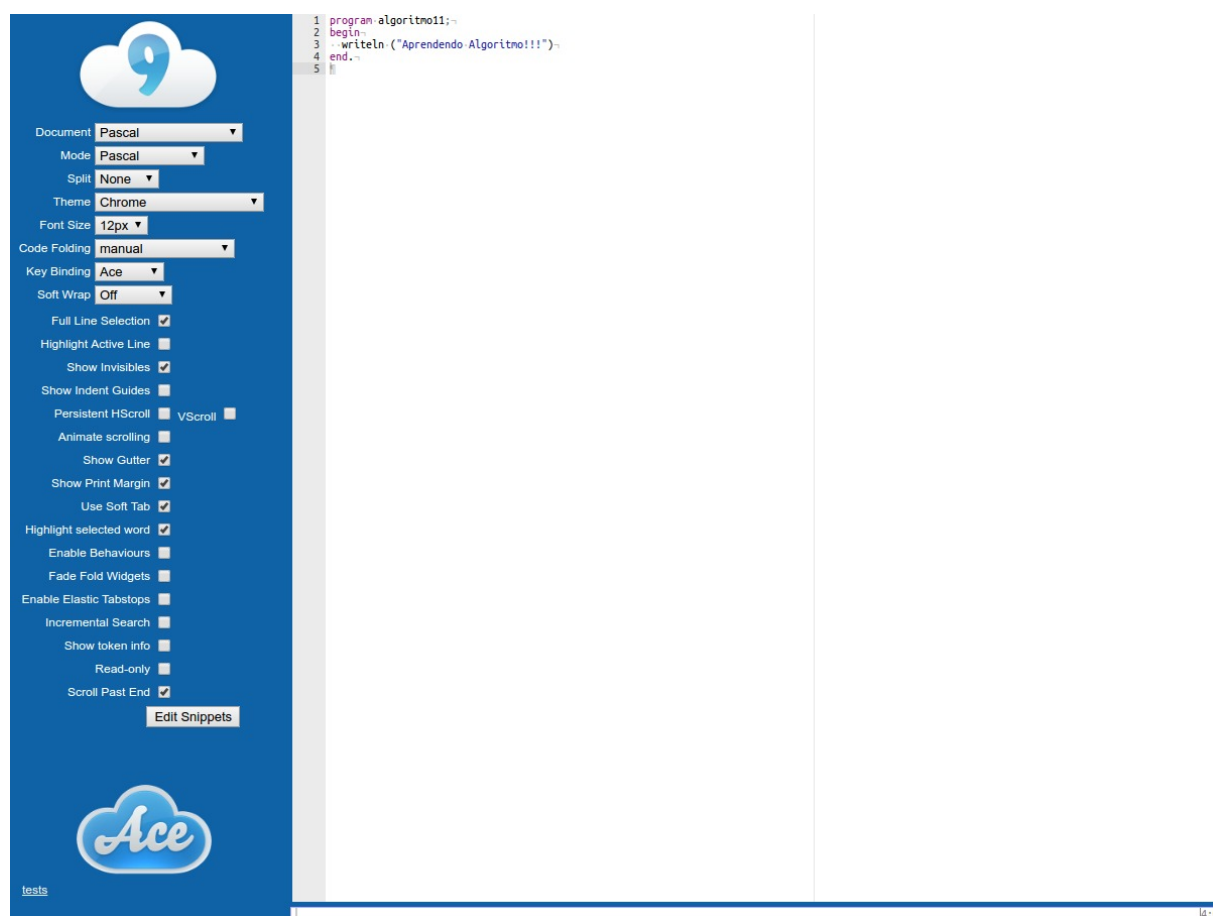 9
Document Pascal
Mode Pascal
Split None
Theme Chrome
Font Size 12px
Code Folding manual
Key Binding Ace
Soft Wrap Off
Full Line Selection
Highlight Active Line
Show Invisibles
Show Indent Guides
Persistent HScroll VScroll
Animate scrolling
Show Gutter
Show Print Margin
Use Soft Tab
Highlight selected word
Enable Behaviours
Fade Fold Widgets
Enable Elastic Tabstops
Incremental Search
Show token info
Read-only
Scroll Past End
Edit Snippets
Ace
tests
1 program·algoritmo11;¬
2 begin¬
3 ··writeln·("Aprendendo·Algoritmo!!!")¬
4 end.¬
5 ¶
4: